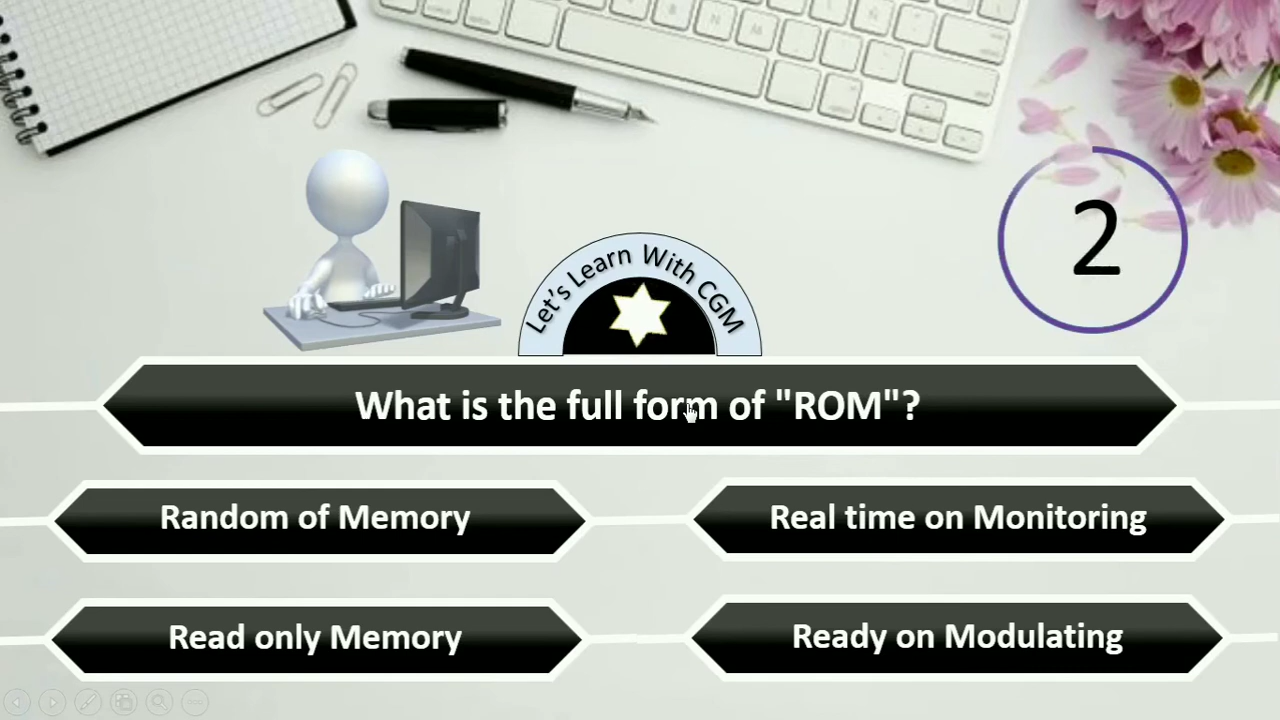 Let's Learn With CGM
2
What is the full form of "ROM"?
Random of Memory
Real time on Monitoring
Read only Memory
Ready on Modulating